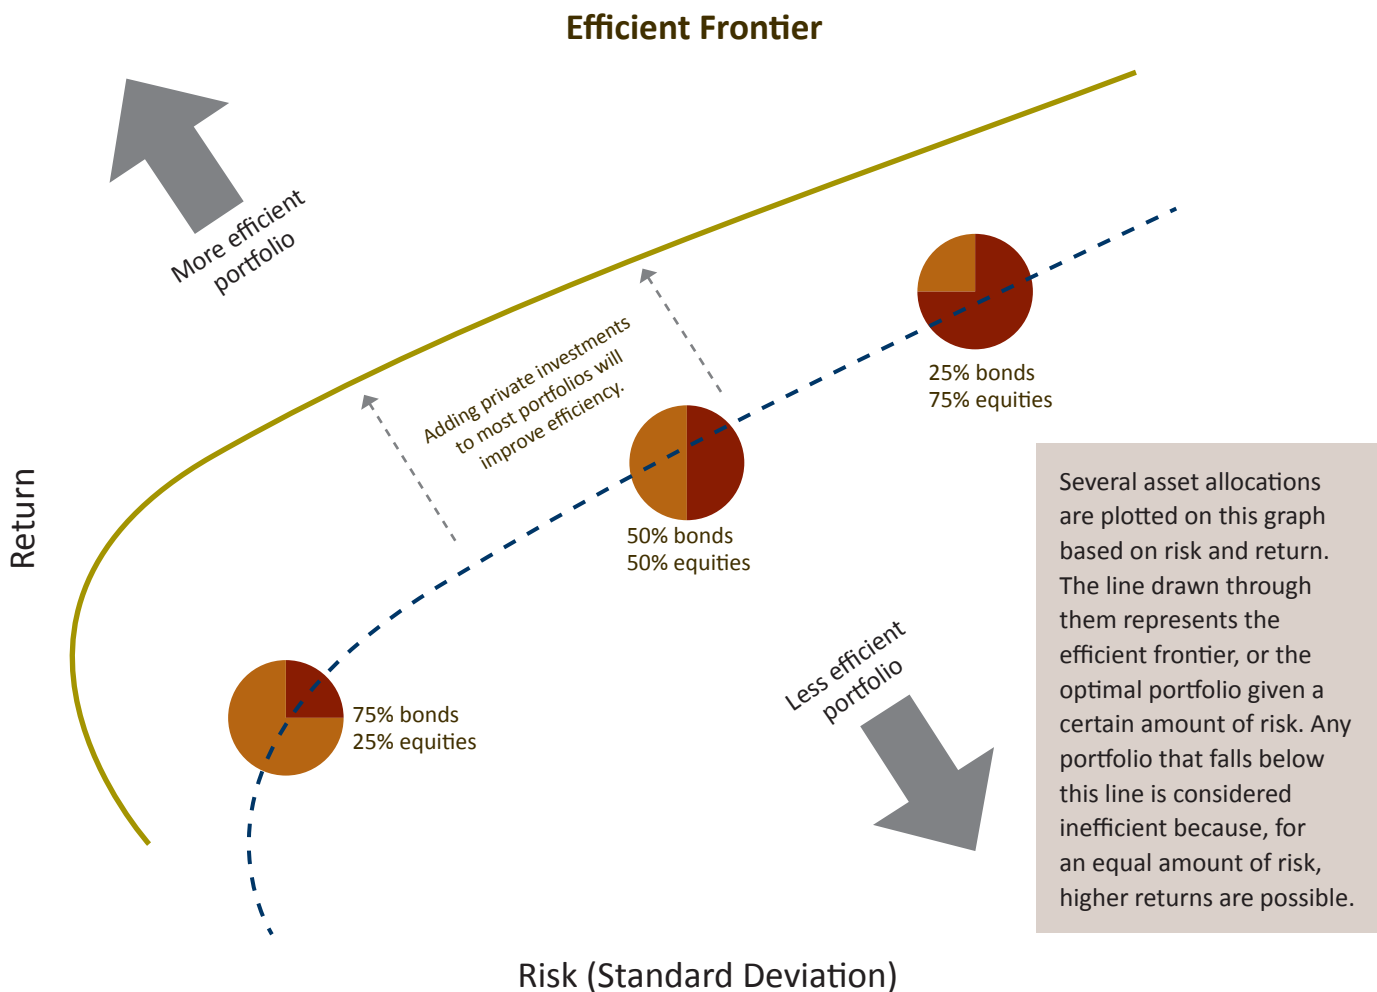 Efficient Frontier
More efficient
portfolio
Adding private investments
to most portfolios will
improve efficiency.
25% bonds
75% equities
50% bonds
50% equities
75% bonds
25% equities
Less efficient
portfolio
Return
Risk (Standard Deviation)
Several asset allocations
are plotted on this graph
based on risk and return.
The line drawn through
them represents the
efficient frontier, or the
optimal portfolio given a
certain amount of risk. Any
portfolio that falls below
this line is considered
inefficient because, for
an equal amount of risk,
higher returns are possible.